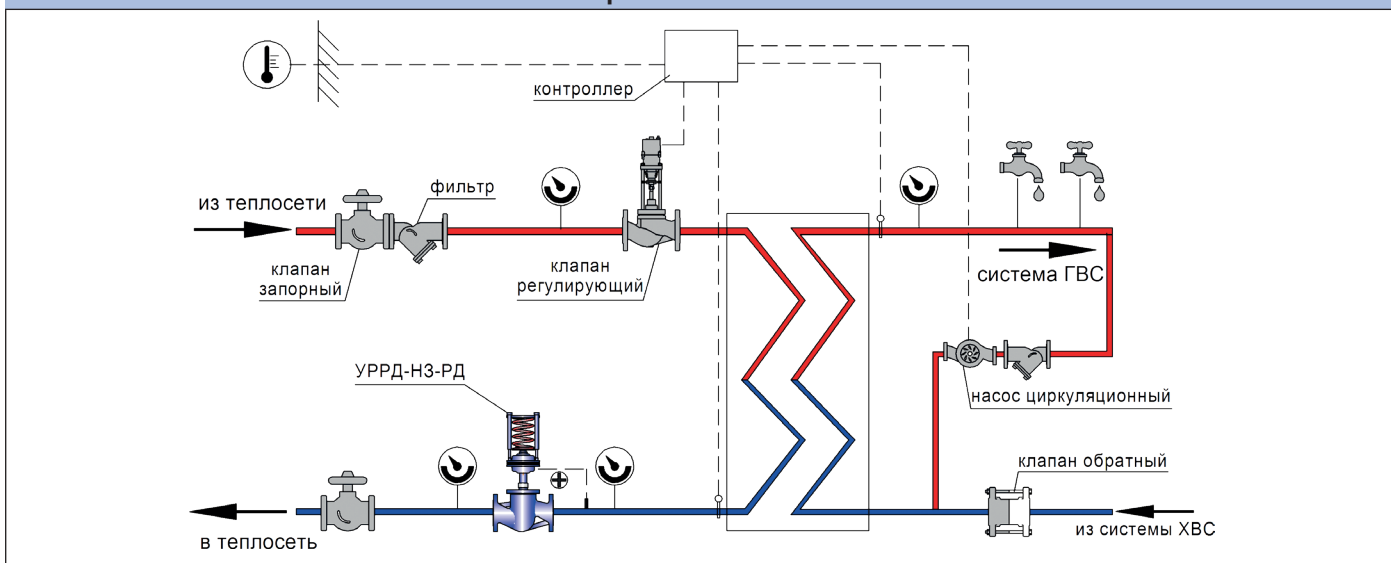 контроллер
из теплосети
фильтр
клапан
запорный
клапан
регулирующий
система ГВС
УРРД-НЗ-РД
насос циркуляционный
клапан обратный
в теплосеть
из системы ХВС